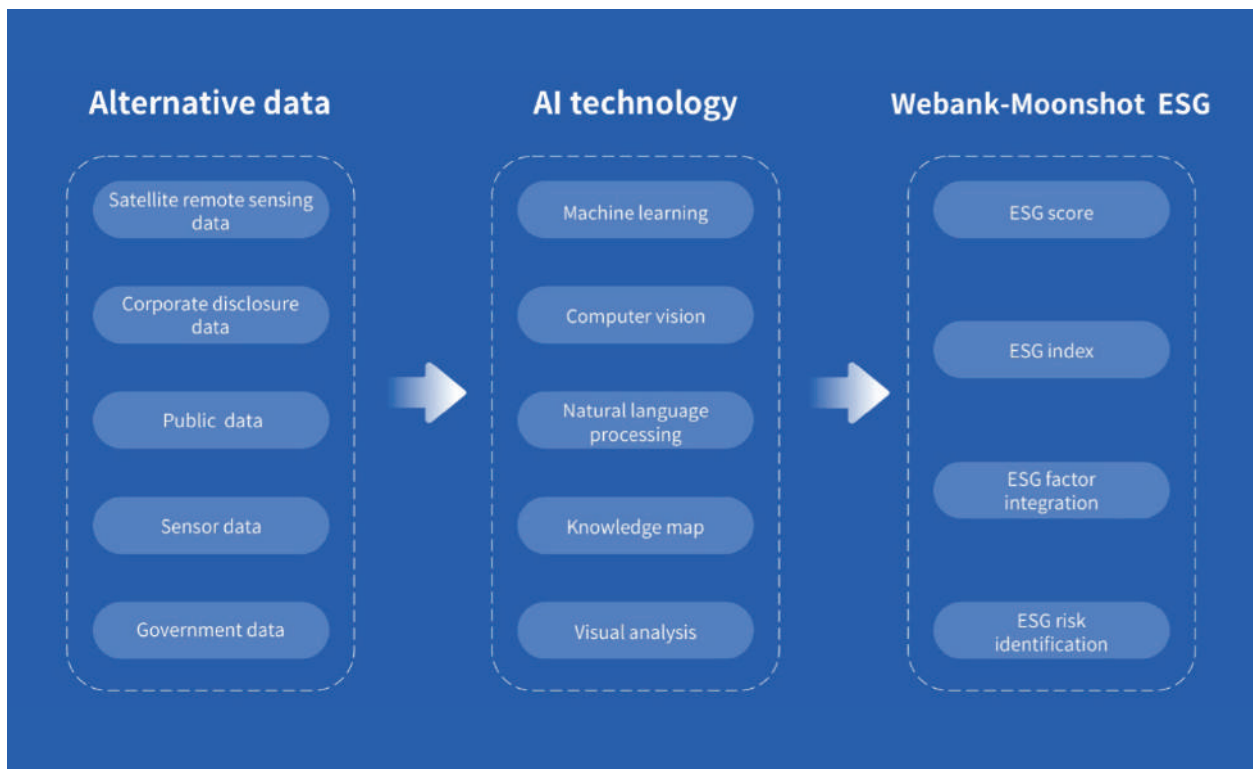 Alternative data
Satellite remote sensing
data
Corporate disclosure
data
Public data
Sensor data
Government data
AI technology
Machine learning
Computer vision
Natural language
processing
Knowledge map
Visual analysis
Webank-Moonshot ESG
ESG score
ESG index
ESG factor
integration
ESG risk
identification